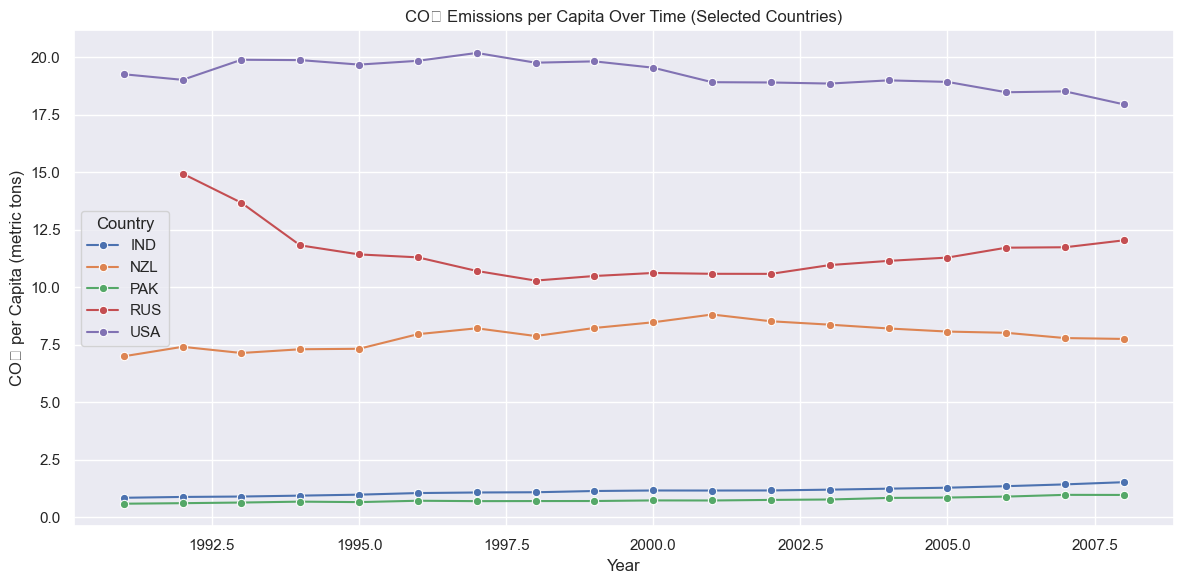 CO▯ Emissions per Capita Over Time (Selected Countries)
CO▯ per Capita (metric tons)
20.0
17.5
15.0
12.5
10.0
7.5
5.0
2.5
0.0
Country
IND
NZL
PAK
RUS
USA
1992.5 1995.0 1997.5 2000.0 2002.5 2005.0 2007.5
Year